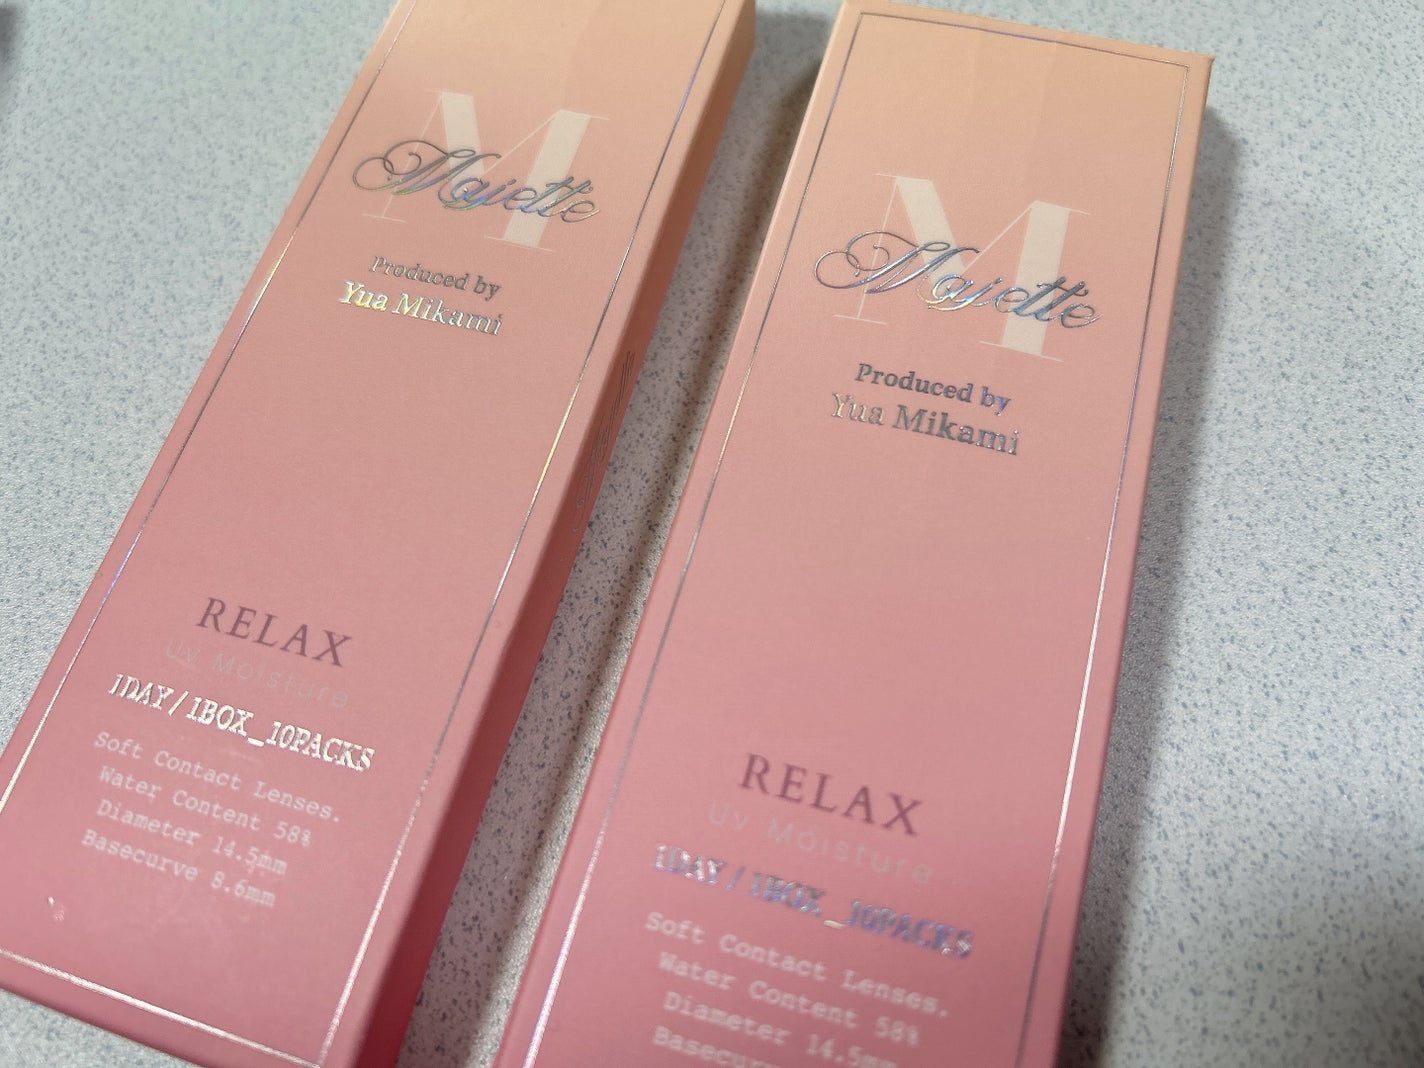 M
Majette
Produced by
Yua Mikami
RELAX
UV Moisture
1DAY / 1BOX_10PACKS
Soft Contact Lenses.
Water Content 58%
Diameter 14.5mm
Basecurve 8.6mm
M
Majette
Produced by
Yua Mikami
RELAX
UV Moisture
1DAY / 1BOX_10PACKS
Soft Contact Lenses.
Water Content 58%
Diameter 14.5mm